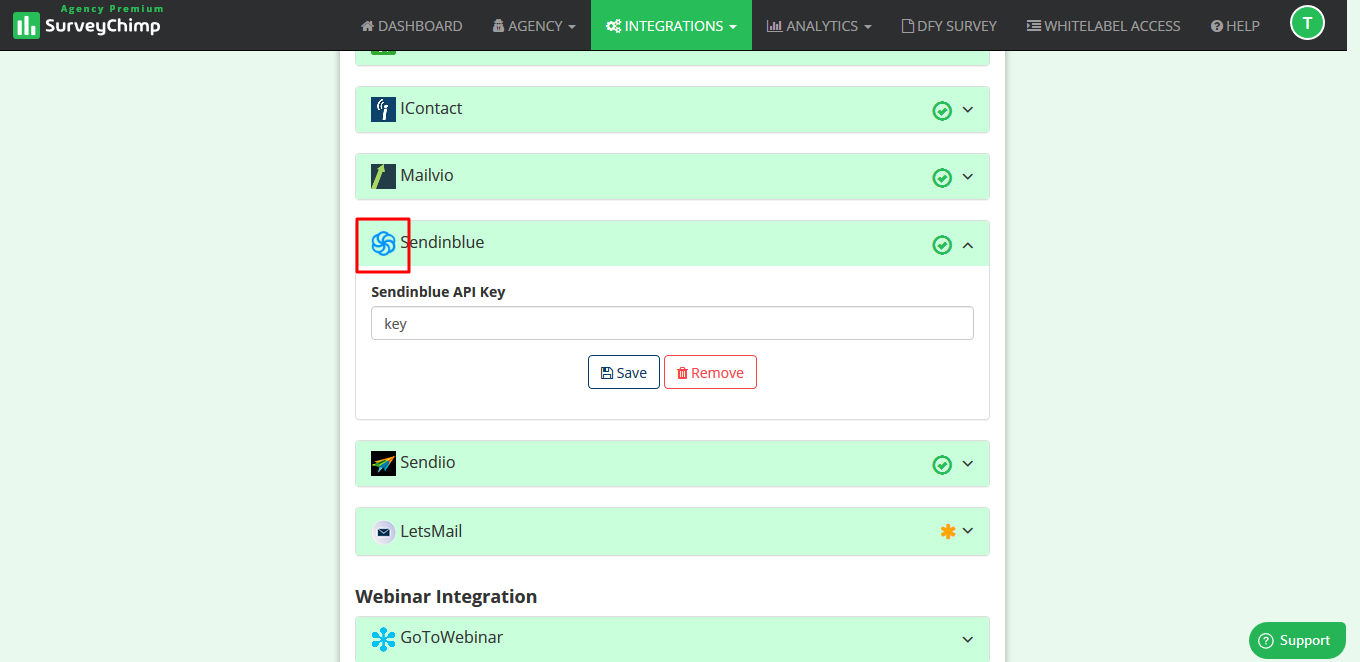 Agency Premium
SurveyChimp
DASHBOARD AGENCY INTEGRATIONS ANALYTICS DFY SURVEY WHITELABEL ACCESS HELP T
IContact
Mailvio
Sendinblue
Sendinblue API Key
key
Save Remove
Sendiio
LetsMail
Webinar Integration
GoToWebinar
Support